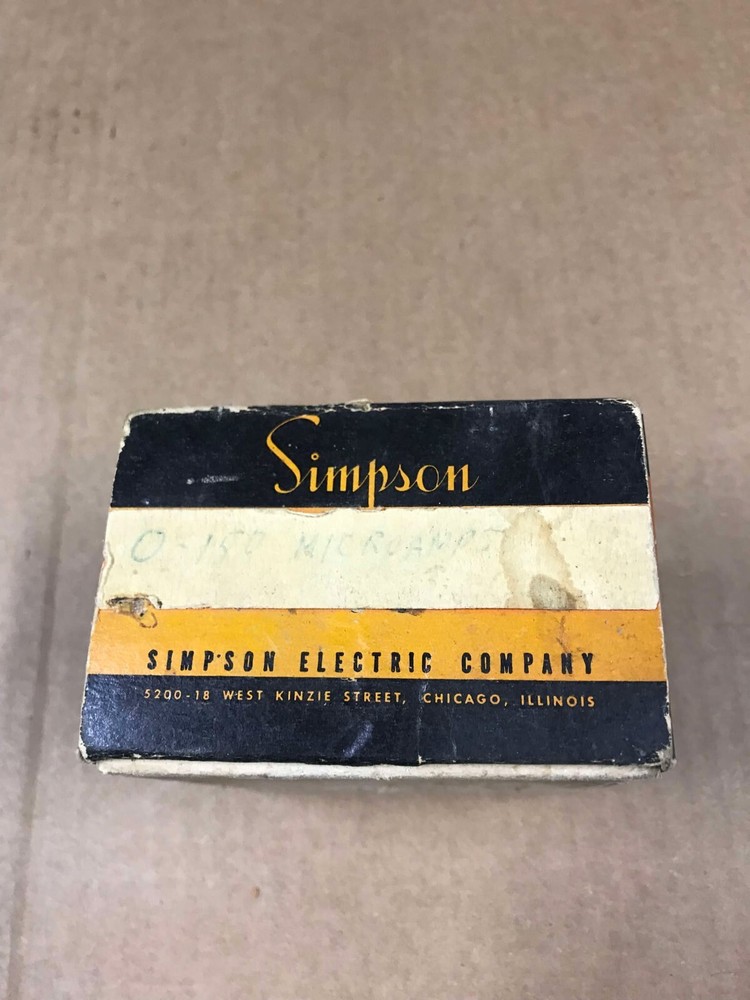 Simpson
0-150 MICROAMPS
SIMPSON ELECTRIC COMPANY
5200-18 WEST KINZIE STREET, CHICAGO, ILLINOIS